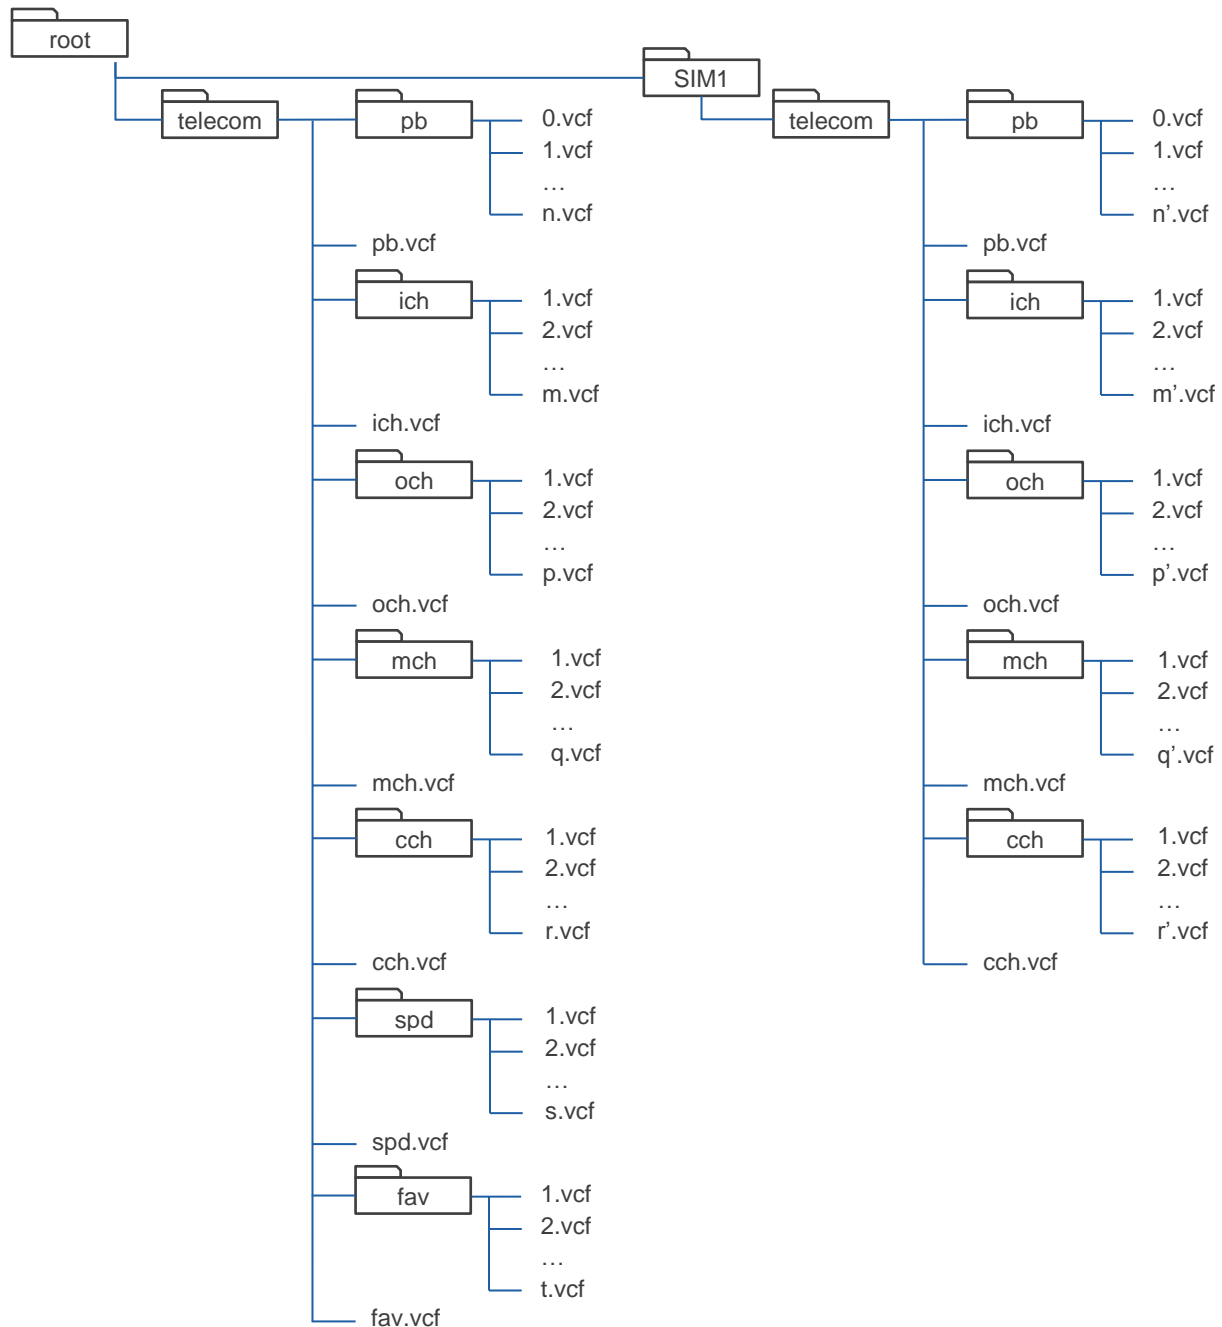 root
SIM1
telecom
pb
0.vcf
1.vcf
…
n.vcf
pb.vcf
ich
1.vcf
2.vcf
…
m.vcf
ich.vcf
och
1.vcf
2.vcf
…
p.vcf
och.vcf
mch
1.vcf
2.vcf
…
q.vcf
mch.vcf
cch
1.vcf
2.vcf
…
r.vcf
cch.vcf
spd
1.vcf
2.vcf
…
s.vcf
spd.vcf
fav
1.vcf
2.vcf
…
t.vcf
fav.vcf
telecom
pb
0.vcf
1.vcf
…
n’.vcf
pb.vcf
ich
1.vcf
2.vcf
…
m’.vcf
ich.vcf
och
1.vcf
2.vcf
…
p’.vcf
och.vcf
mch
1.vcf
2.vcf
…
q’.vcf
mch.vcf
cch
1.vcf
2.vcf
…
r’.vcf
cch.vcf